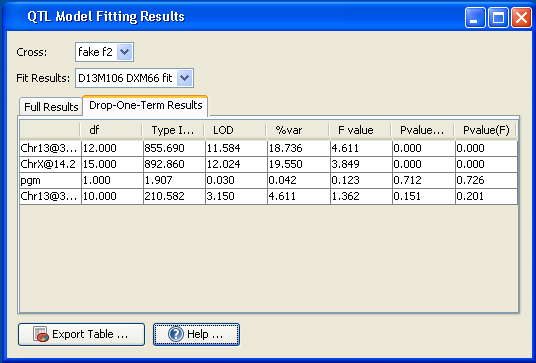 QTL Model Fitting Results
Cross: fake f2
Fit Results: D13M106 DXM66 fit
Full Results Drop-One-Term Results
df Type I... LOD %var F value Pvalue... Pvalue(F)
Chr13@3... 12.000 855.690 11.584 18.736 4.611 0.000 0.000
ChrX@14.2 15.000 892.860 12.024 19.550 3.849 0.000 0.000
pgm 1.000 1.907 0.030 0.042 0.123 0.712 0.726
Chr13@3... 10.000 210.582 3.150 4.611 1.362 0.151 0.201
Export Table ... Help ...